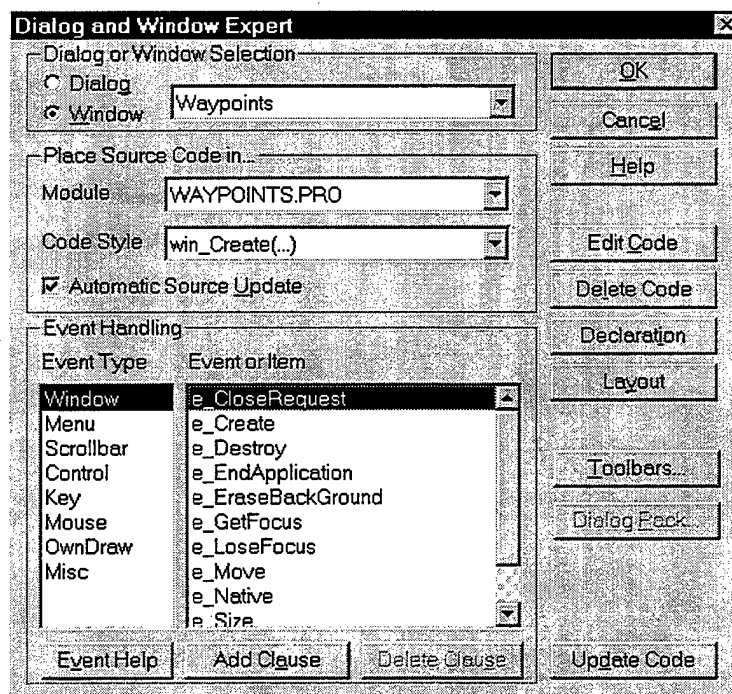 Dialog and Window Expert
Dialog or Window Selection
Dialog
Window
Waypoints
OK
Cancel
Help
Place Source Code in...
Module
WAYPOINTS.PRO
Code Style
win_Create(...)
Automatic Source Update
Edit Code
Delete Code
Declaration
Layout
Toolbars...
Dialog Pack...
Event Handling
Event Type
Event or Item
Window
Menu
Scrollbar
Control
Key
Mouse
OwnDraw
Misc
e_CloseRequest
e_Create
e_Destroy
e_EndApplication
e_EraseBackGround
e_GetFocus
e_LoseFocus
e_Move
e_Native
e_Size
Event Help
Add Clause
Delete Clause
Update Code